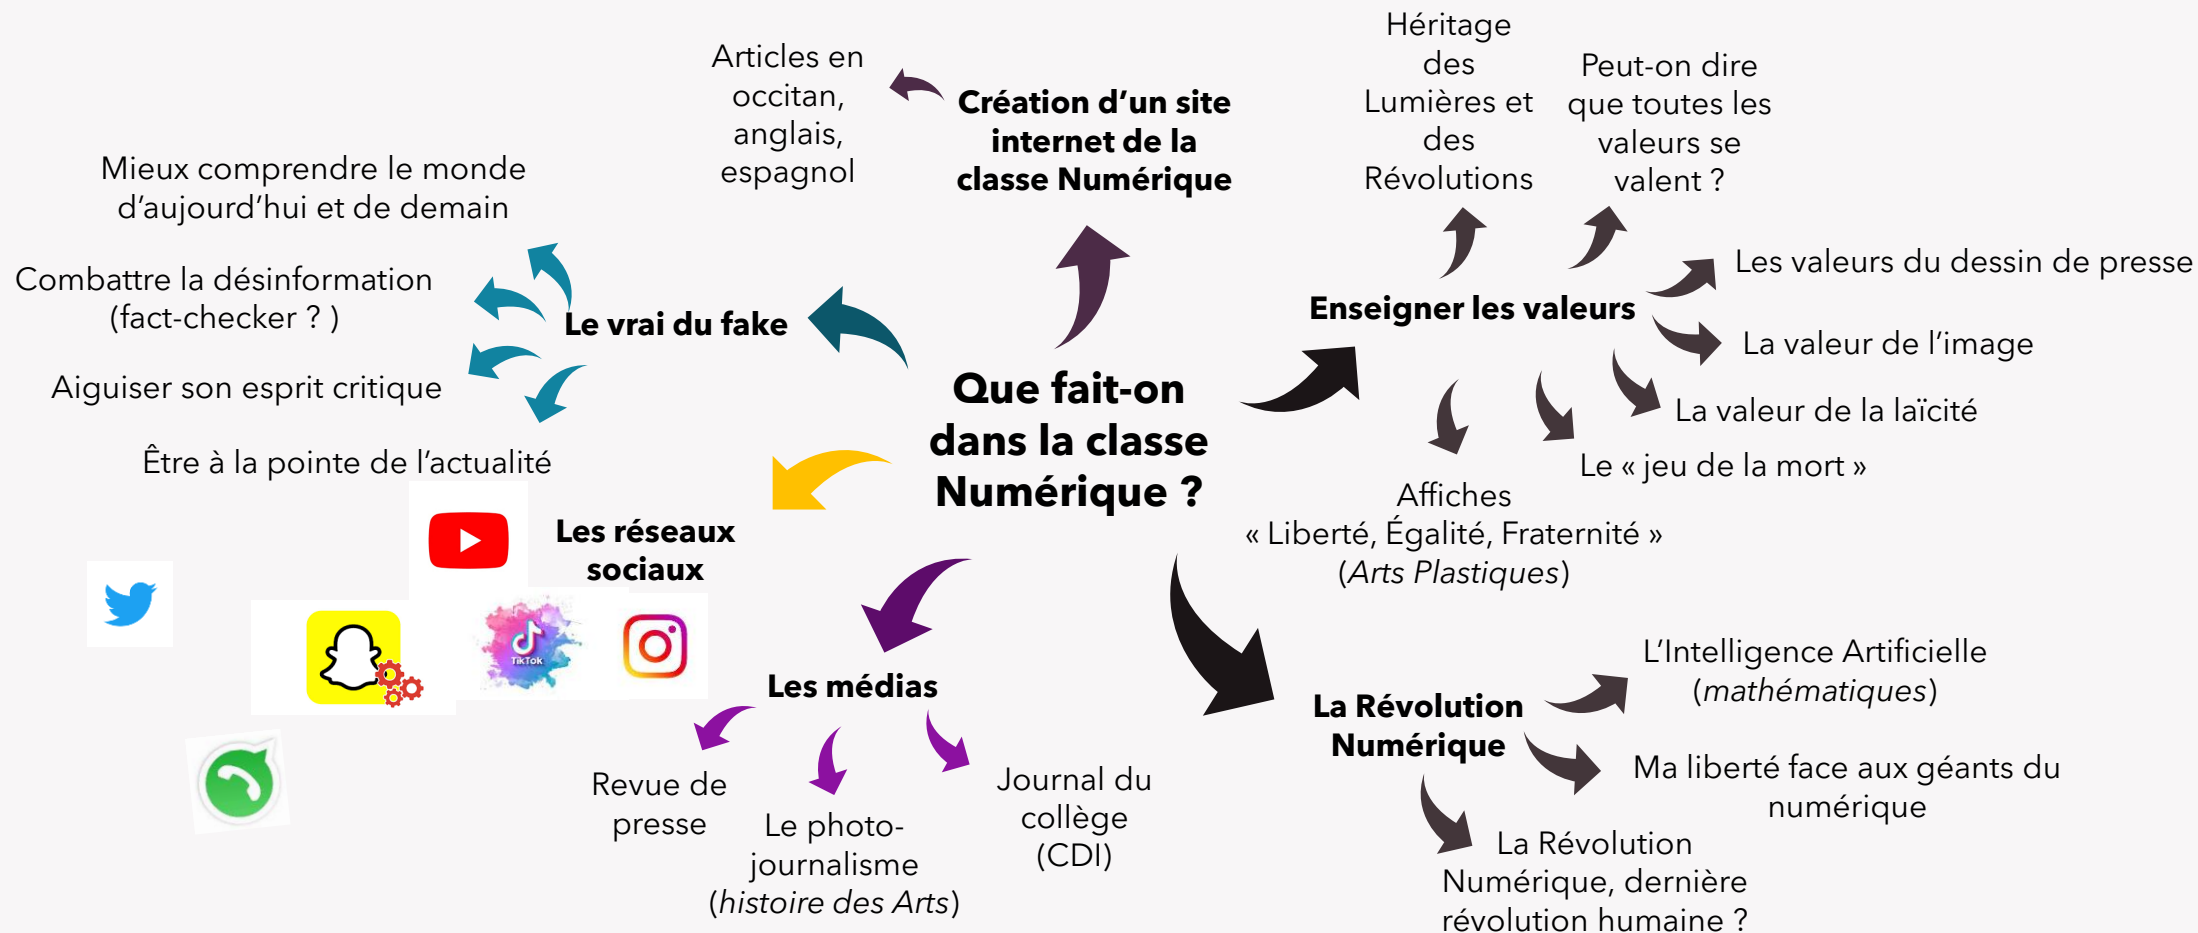 Que fait-on
dans la classe
Numérique ?
Création d’un site
internet de la
classe Numérique
Articles en
occitan,
anglais,
espagnol
Le vrai du fake
Mieux comprendre le monde
d’aujourd’hui et de demain
Combattre la désinformation
(fact-checker ? )
Aiguiser son esprit critique
Être à la pointe de l’actualité
Les réseaux
sociaux
TikTok
Les médias
Revue de
presse
Le photo-
journalisme
(histoire des Arts)
Journal du
collège
(CDI)
Enseigner les valeurs
Héritage
des
Lumières et
des
Révolutions
Peut-on dire
que toutes les
valeurs se
valent ?
Les valeurs du dessin de presse
La valeur de l’image
La valeur de la laïcité
Le « jeu de la mort »
Affiches
« Liberté, Égalité, Fraternité »
(Arts Plastiques)
La Révolution
Numérique
L’Intelligence Artificielle
(mathématiques)
Ma liberté face aux géants du
numérique
La Révolution
Numérique, dernière
révolution humaine ?